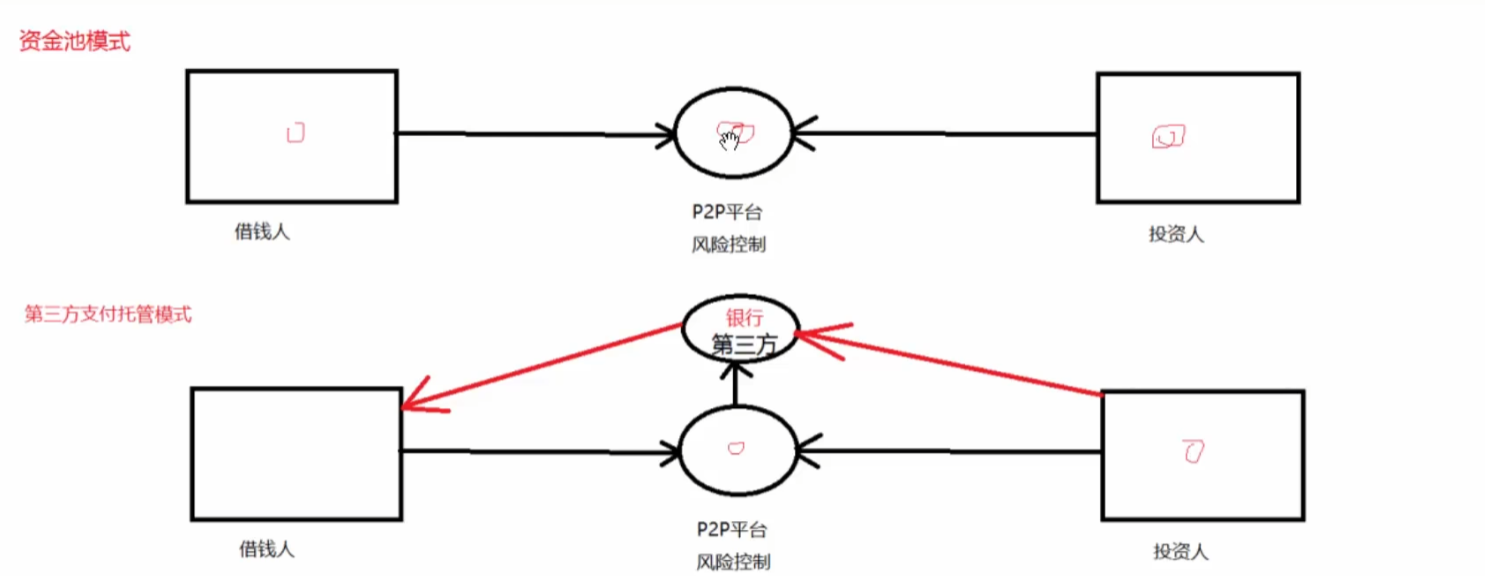 资金池模式
借钱人
P2P平台
风险控制
投资人
第三方支付托管模式
银行
第三方
借钱人
P2P平台
风险控制
投资人